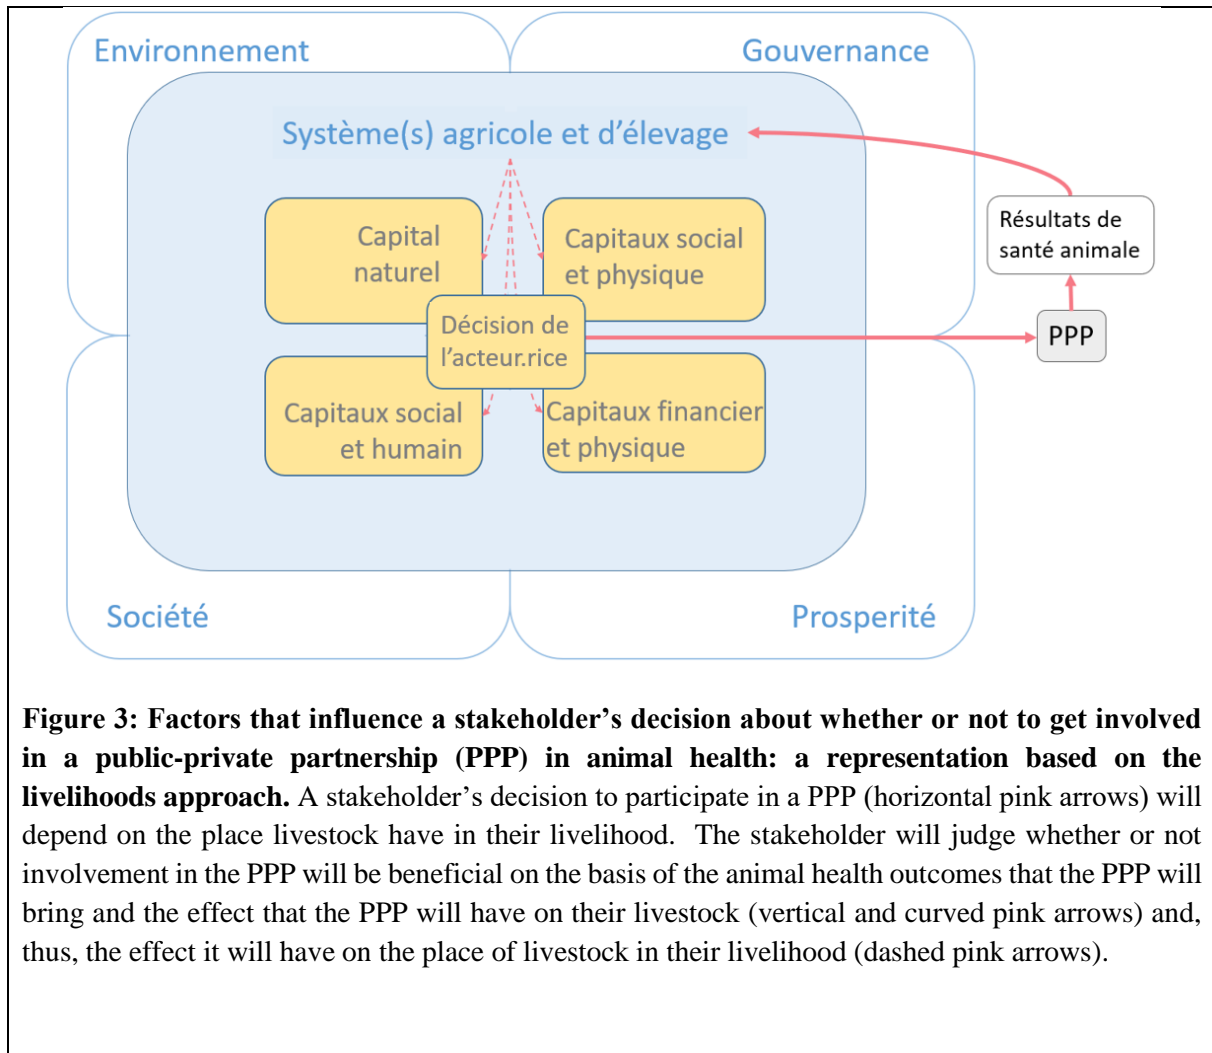 Environnement
Gouvernance
Système(s) agricole et d'élevage
Capital
naturel
Capitaux social
et physique
Résultats de
santé animale
Décision de
l'acteur.rice
PPP
Capitaux social
et humain
Capitaux financier
et physique
Société
Prosperité
Figure 3: Factors that influence a stakeholder’s decision about whether or not to get involved
in a public-private partnership (PPP) in animal health: a representation based on the
livelihoods approach. A stakeholder’s decision to participate in a PPP (horizontal pink arrows) will
depend on the place livestock have in their livelihood. The stakeholder will judge whether or not
involvement in the PPP will be beneficial on the basis of the animal health outcomes that the PPP will
bring and the effect that the PPP will have on their livestock (vertical and curved pink arrows) and,
thus, the effect it will have on the place of livestock in their livelihood (dashed pink arrows).